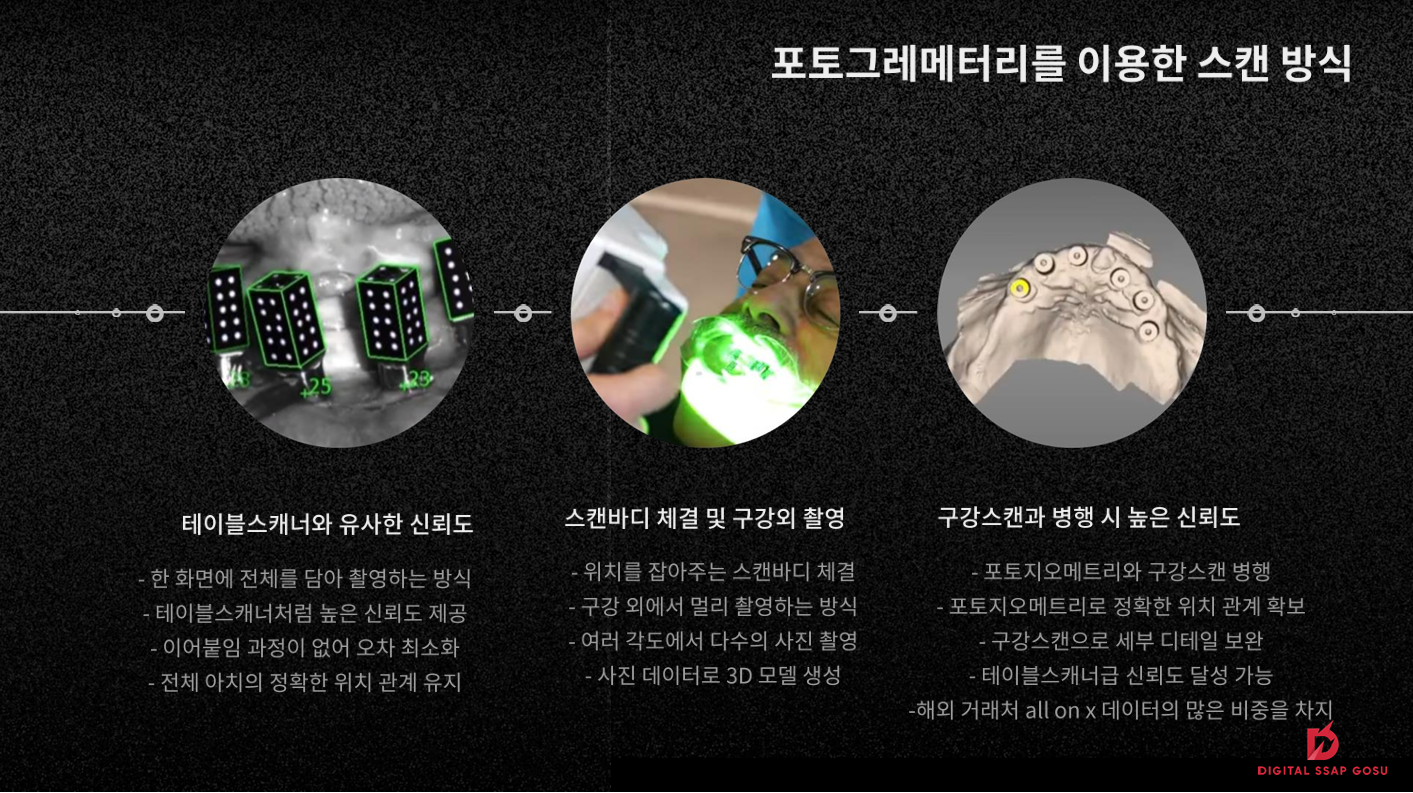 포토그레메터리를 이용한 스캔 방식
+25
+23
테이블스캐너와 유사한 신뢰도
- 한 화면에 전체를 담아 촬영하는 방식
- 테이블스캐너처럼 높은 신뢰도 제공
- 이어붙임 과정이 없어 오차 최소화
- 전체 아치의 정확한 위치 관계 유지
스캔바디 체결 및 구강외 촬영
- 위치를 잡아주는 스캔바디 체결
- 구강 외에서 멀리 촬영하는 방식
- 여러 각도에서 다수의 사진 촬영
- 사진 데이터로 3D 모델 생성
구강스캔과 병행 시 높은 신뢰도
- 포토지오메트리와 구강스캔 병행
- 포토지오메트리로 정확한 위치 관계 확보
- 구강스캔으로 세부 디테일 보완
- 테이블스캐너급 신뢰도 달성 가능
-해외 거래처 all on x 데이터의 많은 비중을 차지
DIGITAL SSAP GOSU